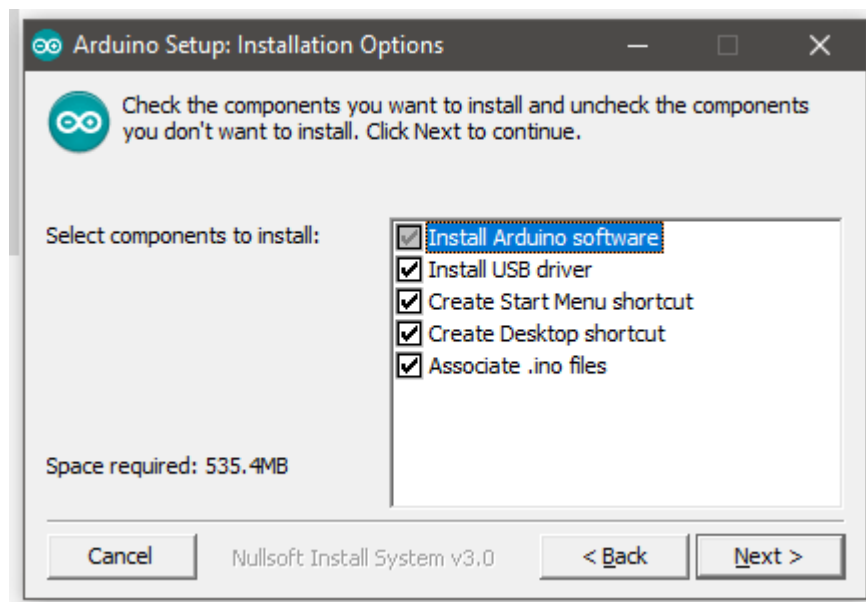 Arduino Setup: Installation Options
Check the components you want to install and uncheck the components
you don't want to install. Click Next to continue.
Select components to install:
Install Arduino software
Install USB driver
Create Start Menu shortcut
Create Desktop shortcut
Associate .ino files
Space required: 535.4MB
Cancel
Nullsoft Install System v3.0
< Back
Next >